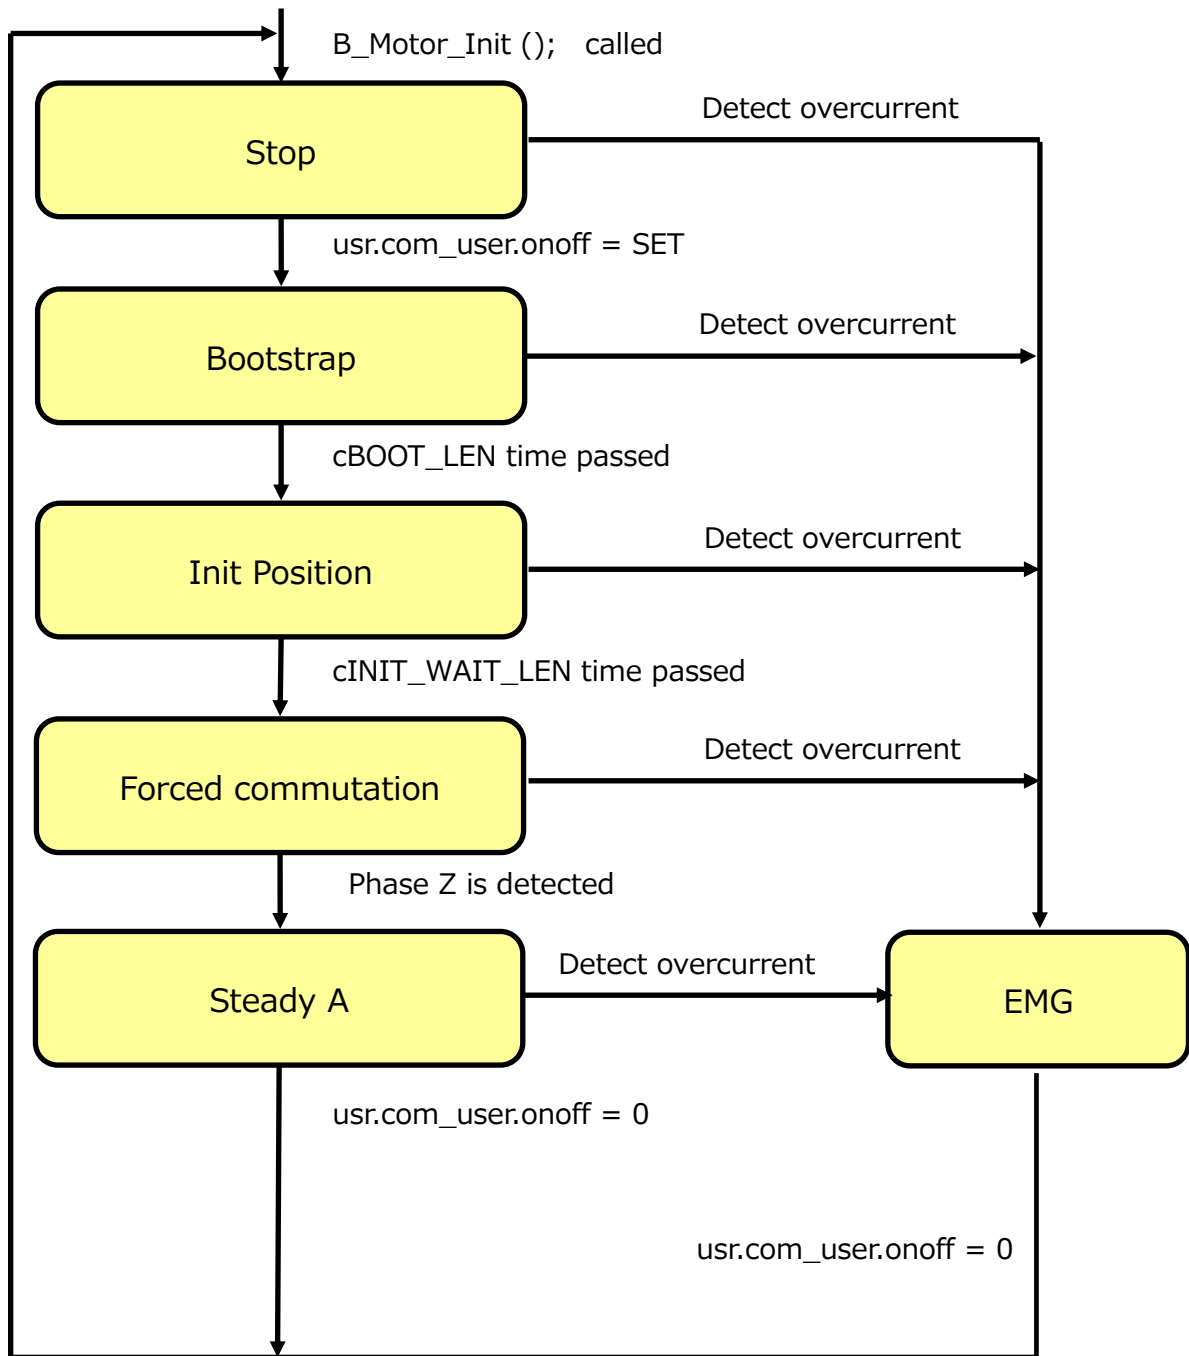 B_Motor_Init ();   called
Detect overcurrent
Stop
usr.com_user.onoff = SET
Detect overcurrent
Bootstrap
cBOOT_LEN time passed
Detect overcurrent
Init Position
cINIT_WAIT_LEN time passed
Detect overcurrent
Forced commutation
Phase Z is detected
Detect overcurrent
Steady A
EMG
usr.com_user.onoff = 0
usr.com_user.onoff = 0